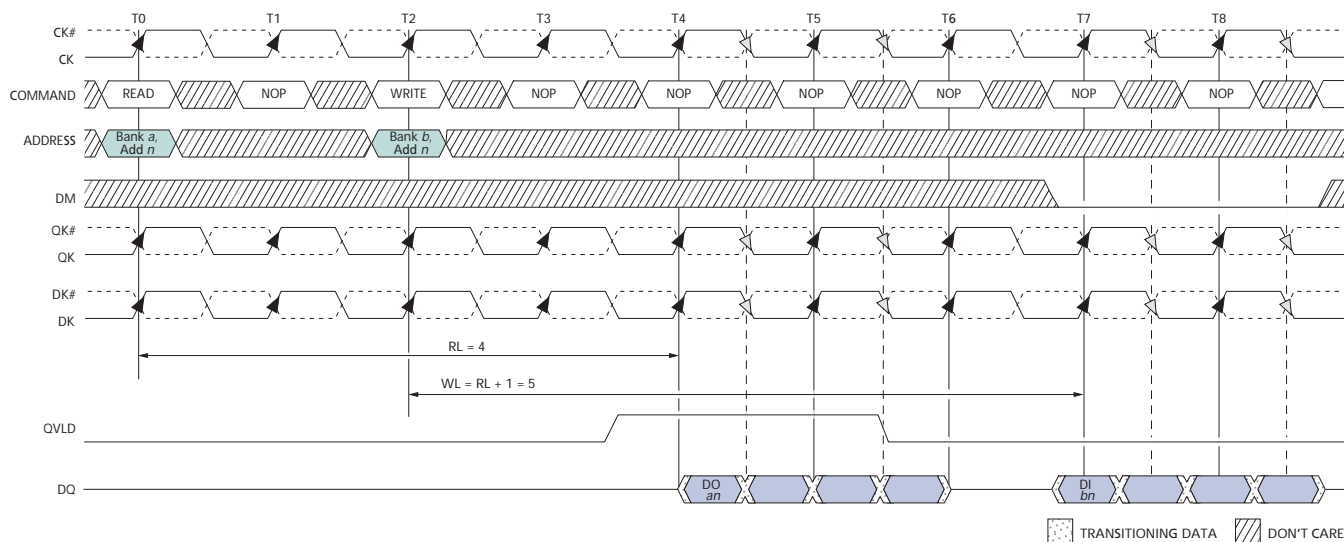 T0 T1 T2 T3 T4 T5 T6 T7 T8
CK#
CK
COMMAND READ NOP WRITE NOP NOP NOP NOP NOP NOP
ADDRESS Bank a, Add n Bank b, Add n
DM
QK#
QK
DK#
DK
RL = 4
WL = RL + 1 = 5
QVLD
DQ DO an DI bn
TRANSITIONING DATA DON'T CARE